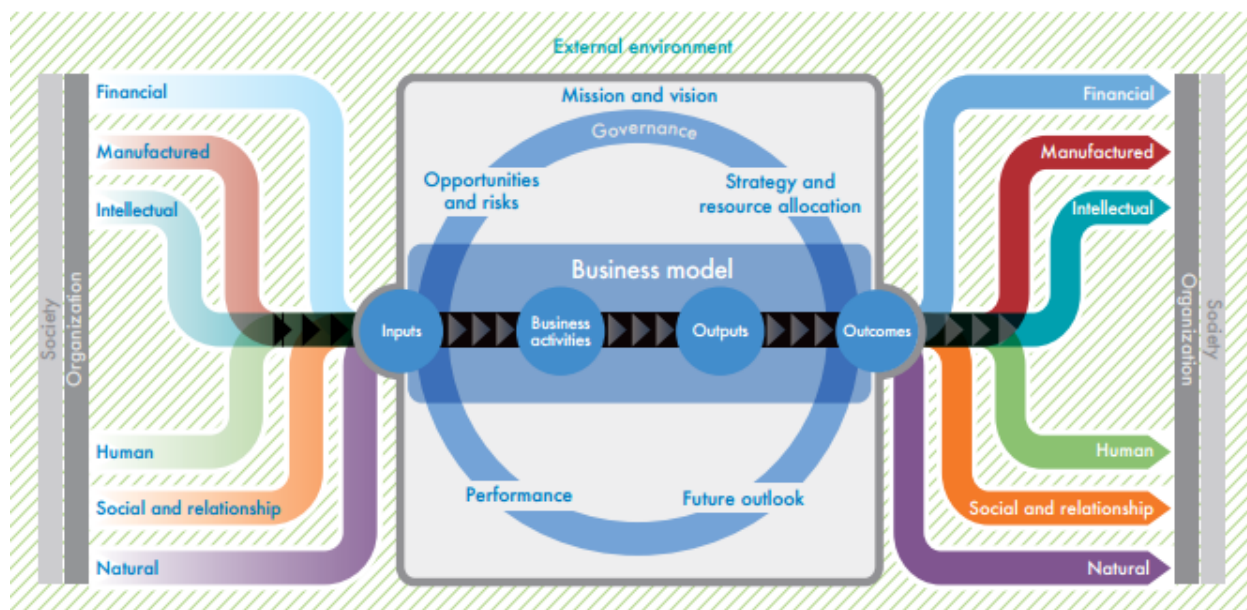 External environment
Society
Organization
Financial
Manufactured
Intellectual
Human
Social and relationship
Natural
Mission and vision
Governance
Opportunities
and risks
Strategy and
resource allocation
Business model
Inputs
Business
activities
Outputs
Outcomes
Performance
Future outlook
Financial
Manufactured
Intellectual
Human
Social and relationship
Natural
Organization
Society